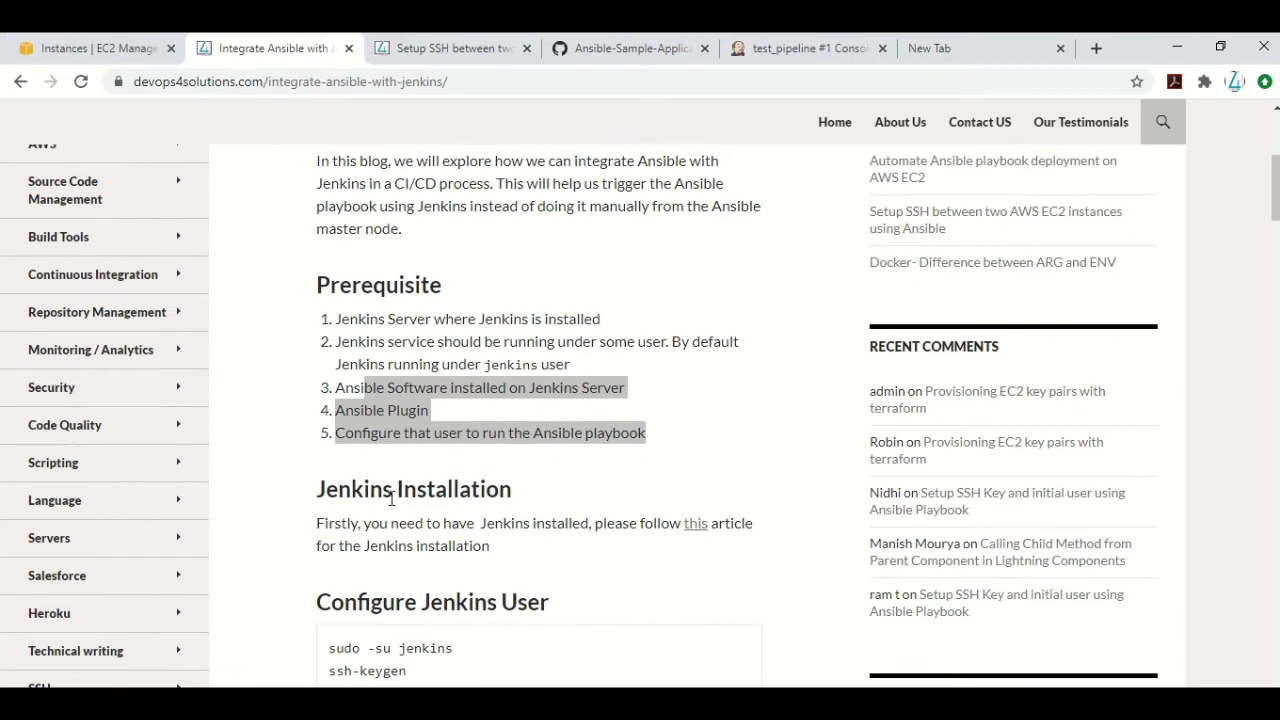 Instances | EC2 Manage
Integrate Ansible with J
Setup SSH between two
Ansible-Sample-Applic
test_pipeline #1 Consol
New Tab
devops4solutions.com/integrate-ansible-with-jenkins/
Home
About Us
Contact US
Our Testimonials
AWS
Source Code
Management
Build Tools
Continuous Integration
Repository Management
Monitoring / Analytics
Security
Code Quality
Scripting
Language
Servers
Salesforce
Heroku
Technical writing
SSH
In this blog, we will explore how we can integrate Ansible with
Jenkins in a CI/CD process. This will help us trigger the Ansible
playbook using Jenkins instead of doing it manually from the Ansible
master node.
Prerequisite
1. Jenkins Server where Jenkins is installed
2. Jenkins service should be running under some user. By default
Jenkins running under jenkins user
3. Ansible Software installed on Jenkins Server
4. Ansible Plugin
5. Configure that user to run the Ansible playbook
Jenkins Installation
Firstly, you need to have Jenkins installed, please follow this article
for the Jenkins installation
Configure Jenkins User
sudo -su jenkins
ssh-keygen
Automate Ansible playbook deployment on
AWS EC2
Setup SSH between two AWS EC2 instances
using Ansible
Docker- Difference between ARG and ENV
RECENT COMMENTS
admin on Provisioning EC2 key pairs with
terraform
Robin on Provisioning EC2 key pairs with
terraform
Nidhi on Setup SSH Key and initial user using
Ansible Playbook
Manish Mourya on Calling Child Method from
Parent Component in Lightning Components
ram t on Setup SSH Key and initial user using
Ansible Playbook